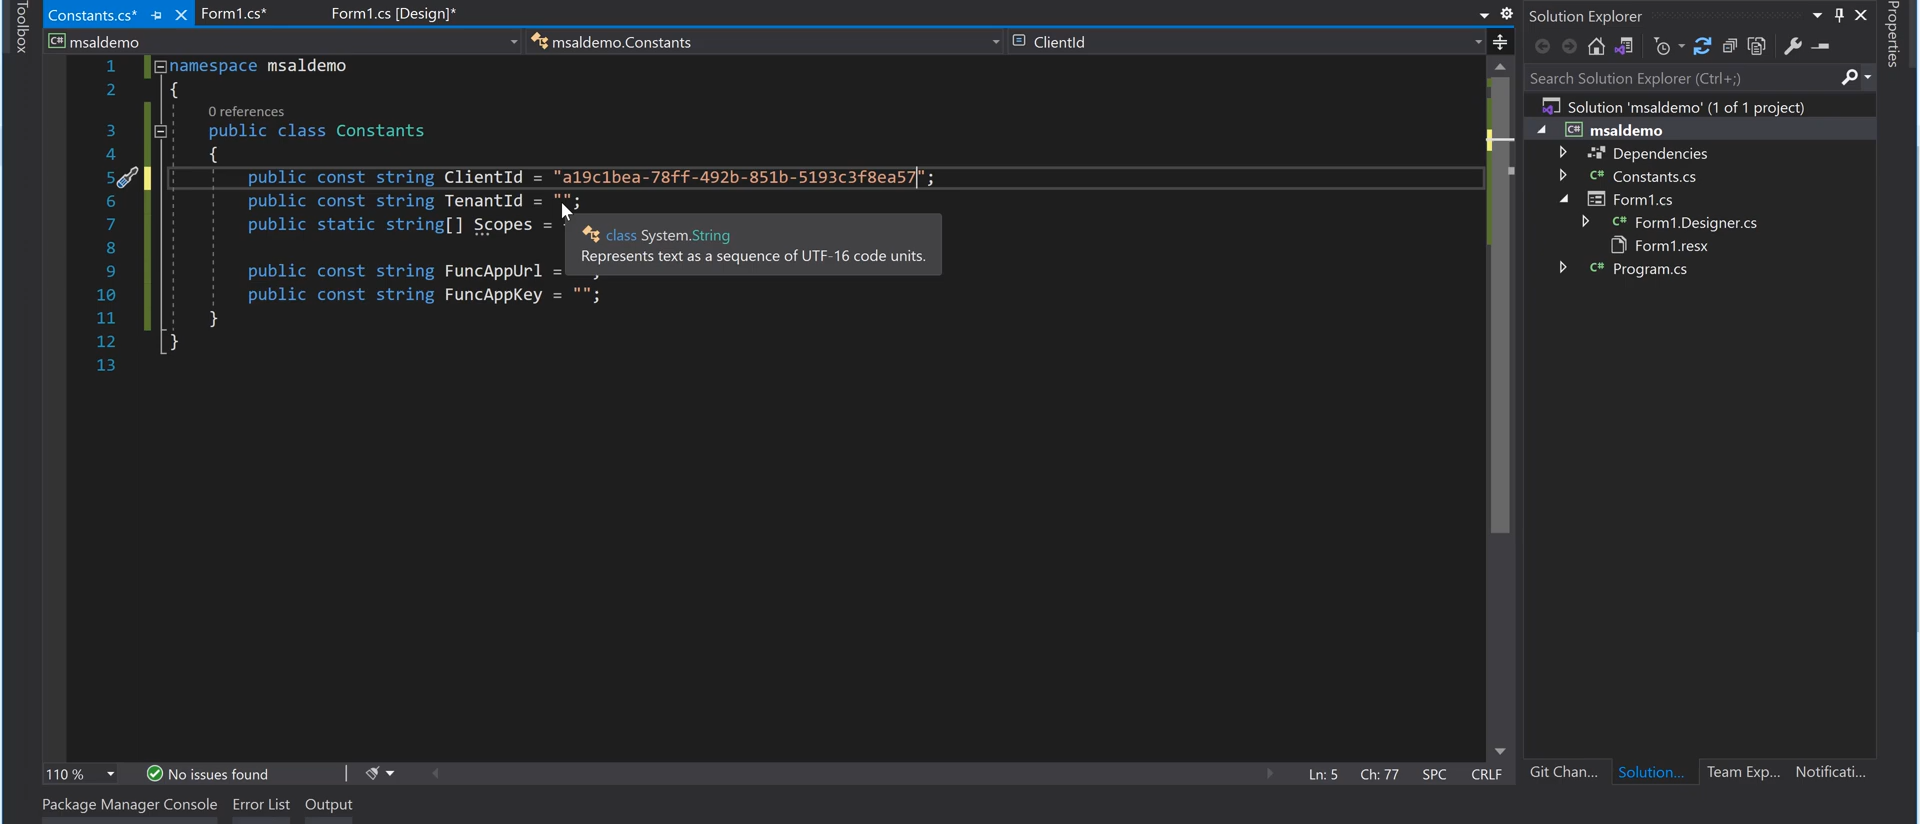 Toolbox
Constants.cs*
Form1.cs*
Form1.cs [Design]*
C# msaldemo
msaldemo.Constants
ClientId
1 namespace msaldemo
2 {
0 references
3 public class Constants
4 {
5 public const string ClientId = "a19c1bea-78ff-492b-851b-5193c3f8ea57";
6 public const string TenantId = "";
7 public static string[] Scopes =
class System.String
Represents text as a sequence of UTF-16 code units.
8
9 public const string FuncAppUrl = ;
10 public const string FuncAppKey = "";
11 }
12 }
13
110 %
No issues found
Ln: 5 Ch: 77 SPC CRLF
Package Manager Console Error List Output
Solution Explorer
Search Solution Explorer (Ctrl+;)
Solution 'msaldemo' (1 of 1 project)
C# msaldemo
Dependencies
C# Constants.cs
Form1.cs
C# Form1.Designer.cs
Form1.resx
C# Program.cs
Git Chan... Solution... Team Exp... Notificati...
Properties